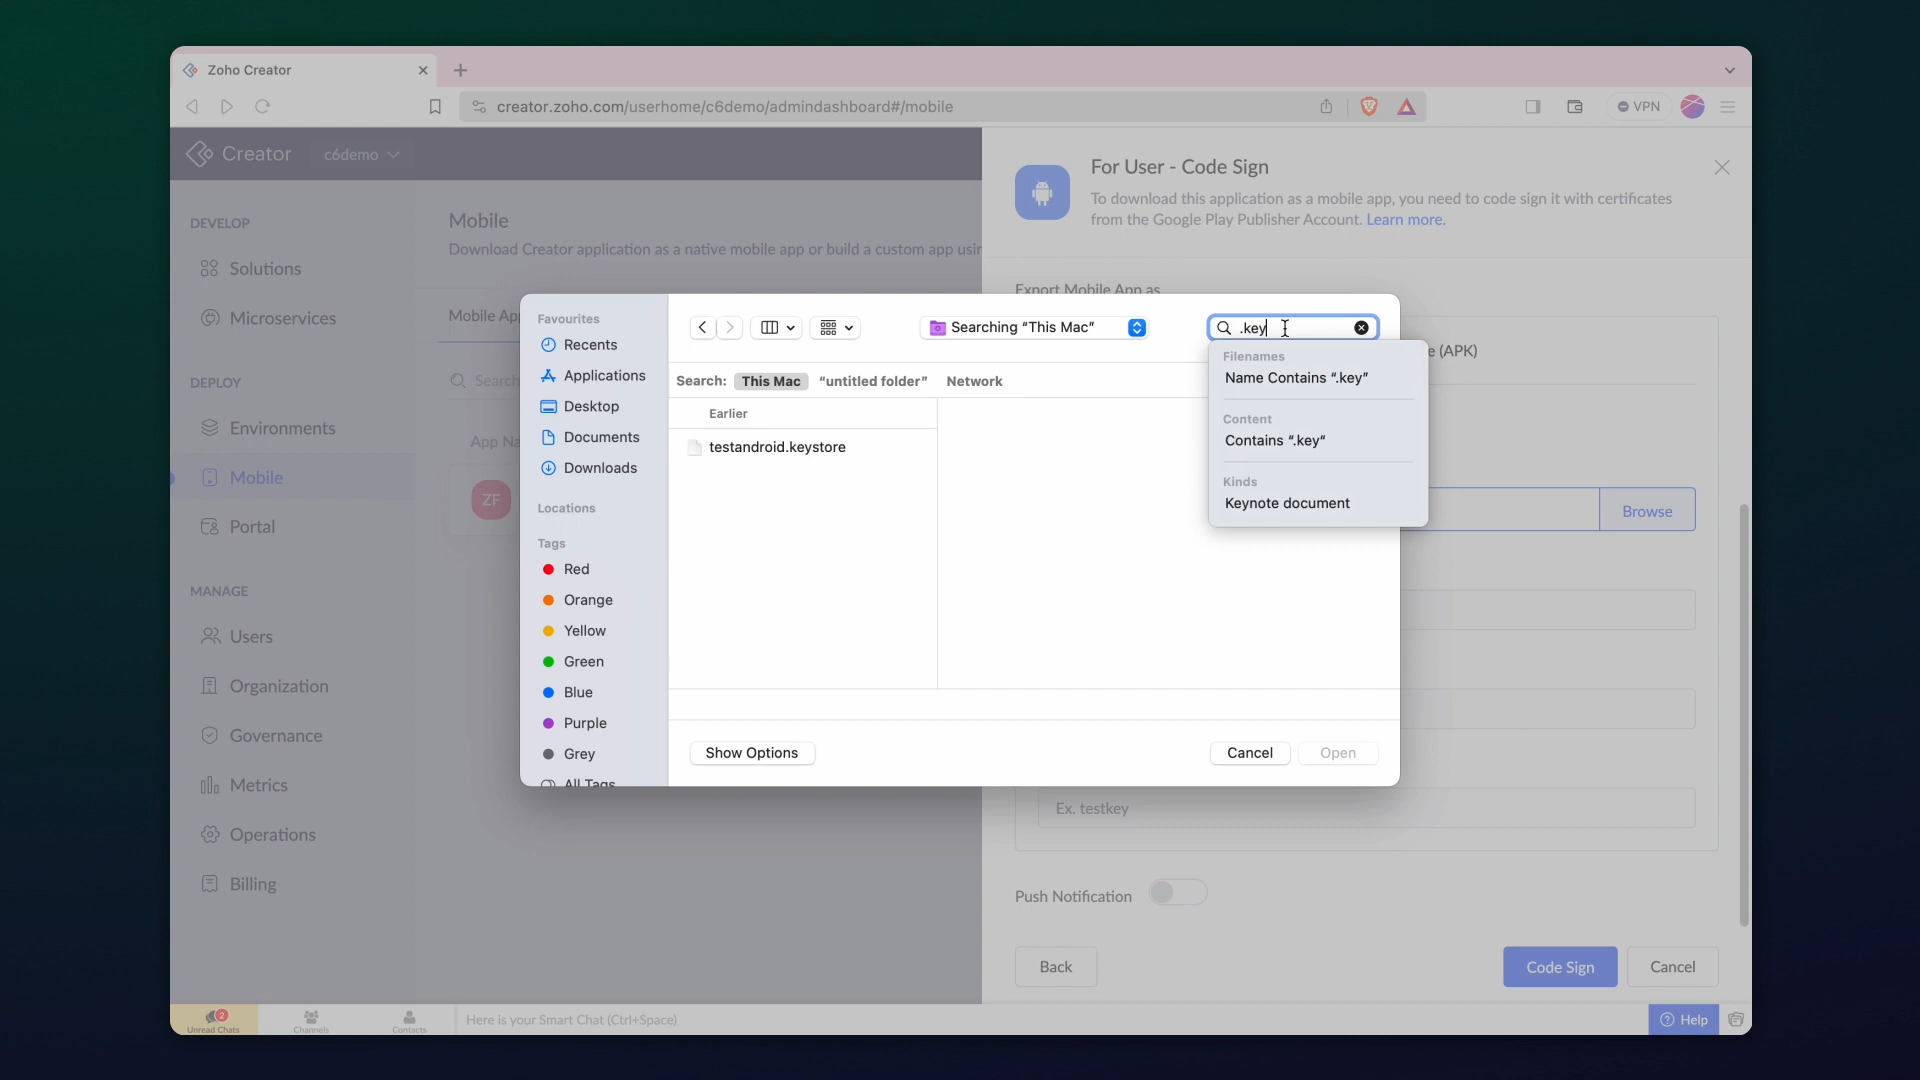 Zoho Creator
creator.zoho.com/userhome/c6demo/admindashboard#/mobile
VPN
Creator
c6demo
DEVELOP
Solutions
Microservices
DEPLOY
Environments
Mobile
Portal
MANAGE
Users
Organization
Governance
Metrics
Operations
Billing
Mobile
Download Creator application as a native mobile app or build a custom app usin
Mobile App
Search
App Na
ZF
For User - Code Sign
To download this application as a mobile app, you need to code sign it with certificates
from the Google Play Publisher Account. Learn more.
Export Mobile App as
e (APK)
Browse
Ex. testkey
Push Notification
Back
Code Sign
Cancel
Favourites
Recents
Applications
Desktop
Documents
Downloads
Locations
Tags
Red
Orange
Yellow
Green
Blue
Purple
Grey
All Tags
Searching “This Mac”
.key
Search: This Mac “untitled folder” Network
Earlier
testandroid.keystore
Filenames
Name Contains “.key”
Content
Contains “.key”
Kinds
Keynote document
Show Options
Cancel
Open
2
Unread Chats
Channels
Contacts
Here is your Smart Chat (Ctrl+Space)
Help